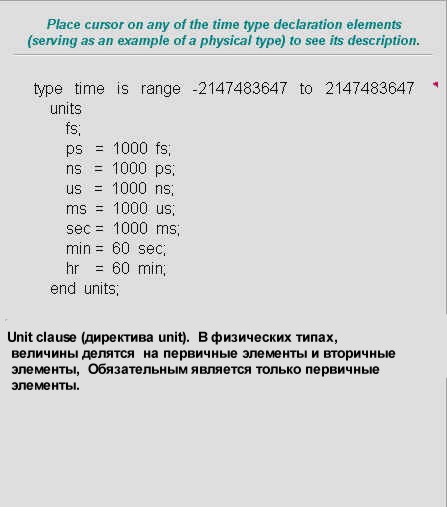 Place cursor on any of the time type declaration elements
(serving as an example of a physical type) to see its description.
type time is range -2147483647 to 2147483647
units
fs;
ps = 1000 fs;
ns = 1000 ps;
us = 1000 ns;
ms = 1000 us;
sec = 1000 ms;
min = 60 sec;
hr = 60 min;
end units;
Unit clause (директива unit). В физических типах,
величины делятся на первичные элементы и вторичные
элементы, Обязательным является только первичные
элементы.